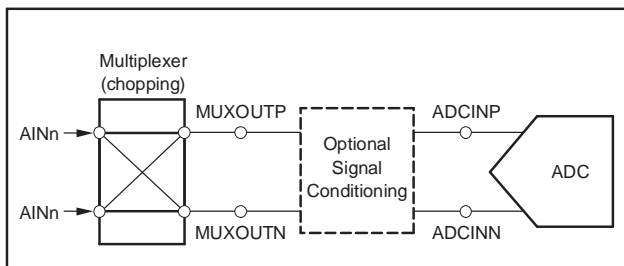 Multiplexer
(chopping)
AINn
AINn
MUXOUTP
MUXOUTN
Optional
Signal
Conditioning
ADCINP
ADCINN
ADC